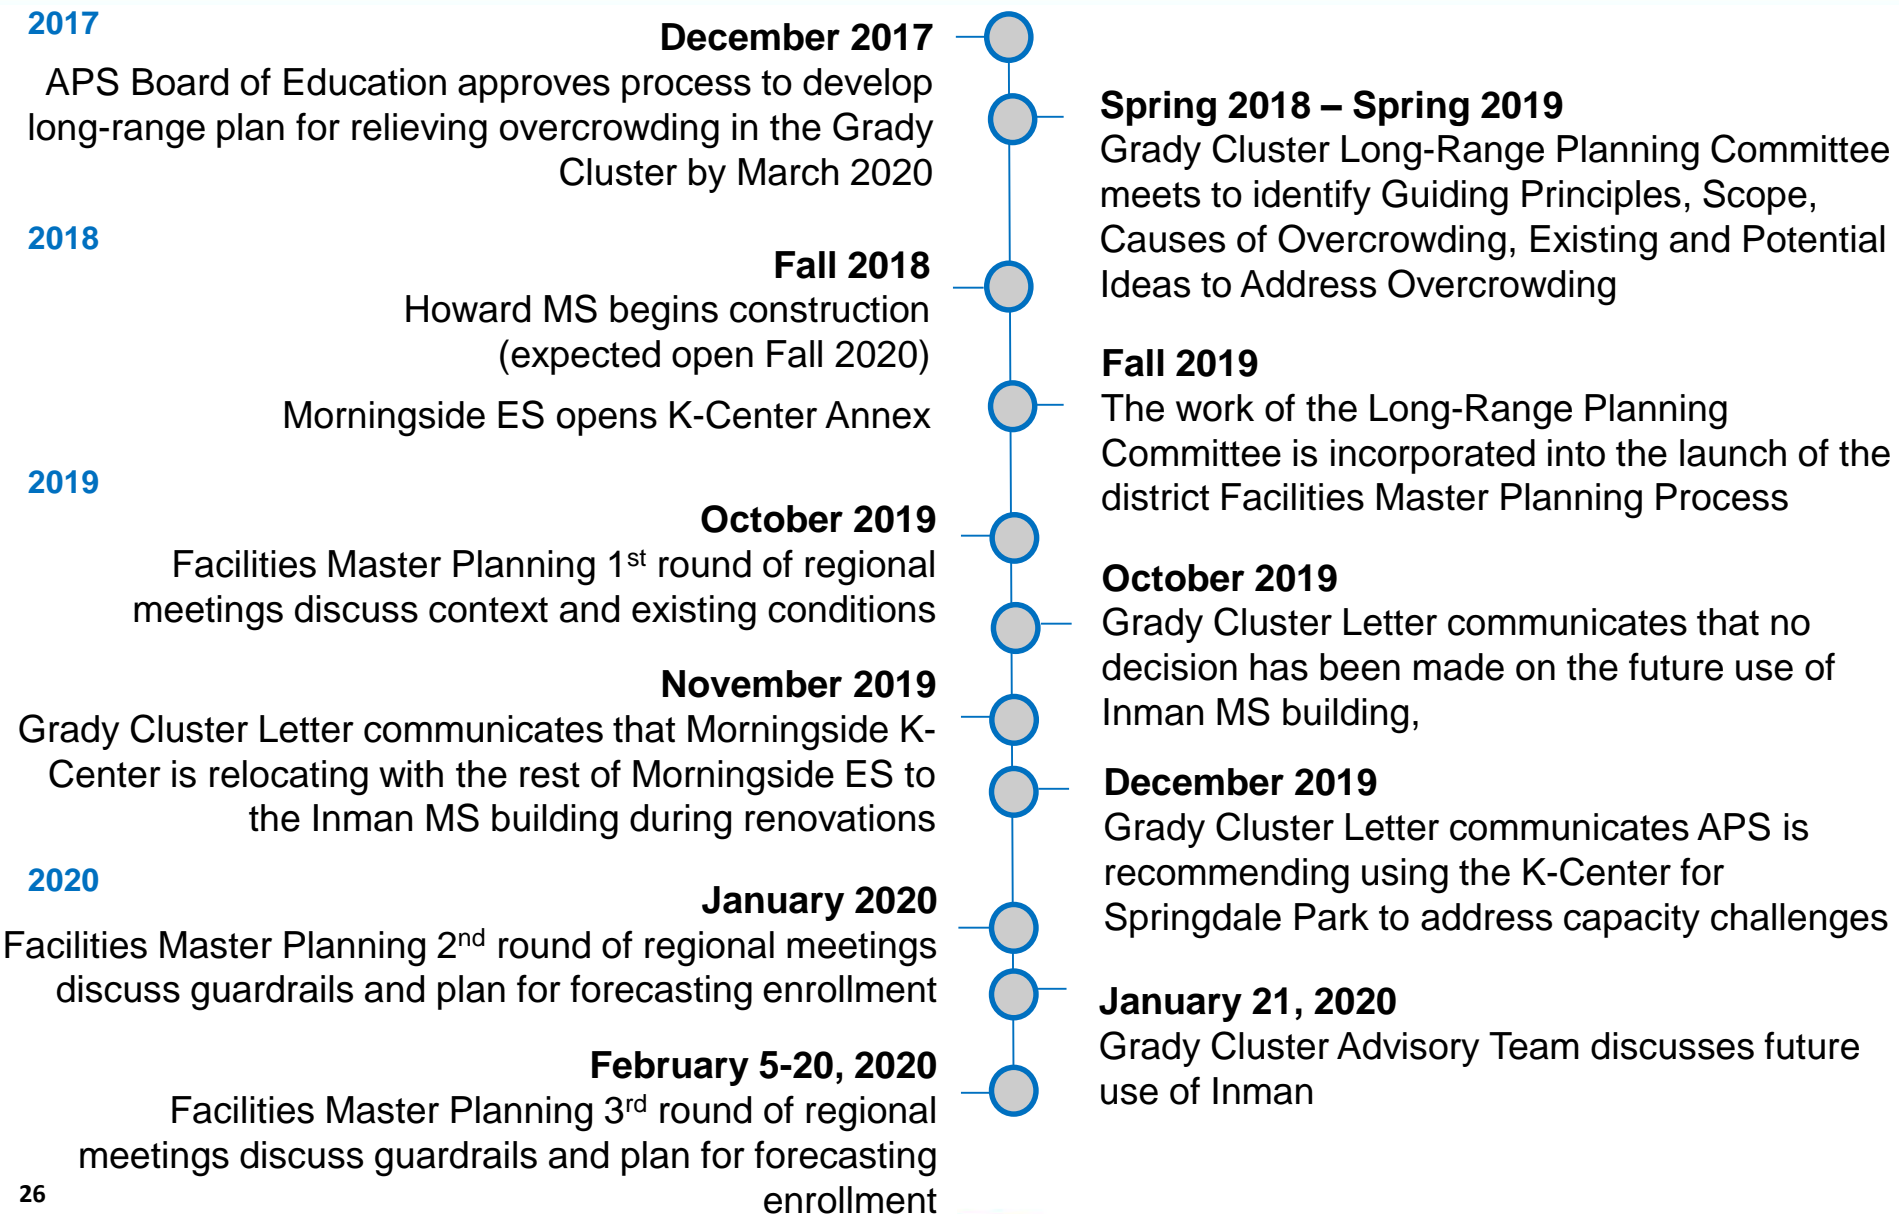 2017
December 2017
APS Board of Education approves process to develop
long-range plan for relieving overcrowding in the Grady
Cluster by March 2020
Spring 2018 – Spring 2019
Grady Cluster Long-Range Planning Committee
meets to identify Guiding Principles, Scope,
Causes of Overcrowding, Existing and Potential
Ideas to Address Overcrowding
2018
Fall 2018
Howard MS begins construction
(expected open Fall 2020)
Morningside ES opens K-Center Annex
Fall 2019
The work of the Long-Range Planning
Committee is incorporated into the launch of the
district Facilities Master Planning Process
2019
October 2019
Facilities Master Planning 1st round of regional
meetings discuss context and existing conditions
October 2019
Grady Cluster Letter communicates that no
decision has been made on the future use of
Inman MS building,
November 2019
Grady Cluster Letter communicates that Morningside K-
Center is relocating with the rest of Morningside ES to
the Inman MS building during renovations
December 2019
Grady Cluster Letter communicates APS is
recommending using the K-Center for
Springdale Park to address capacity challenges
2020
January 2020
Facilities Master Planning 2nd round of regional meetings
discuss guardrails and plan for forecasting enrollment
January 21, 2020
Grady Cluster Advisory Team discusses future
use of Inman
February 5-20, 2020
Facilities Master Planning 3rd round of regional
meetings discuss guardrails and plan for forecasting
enrollment
26